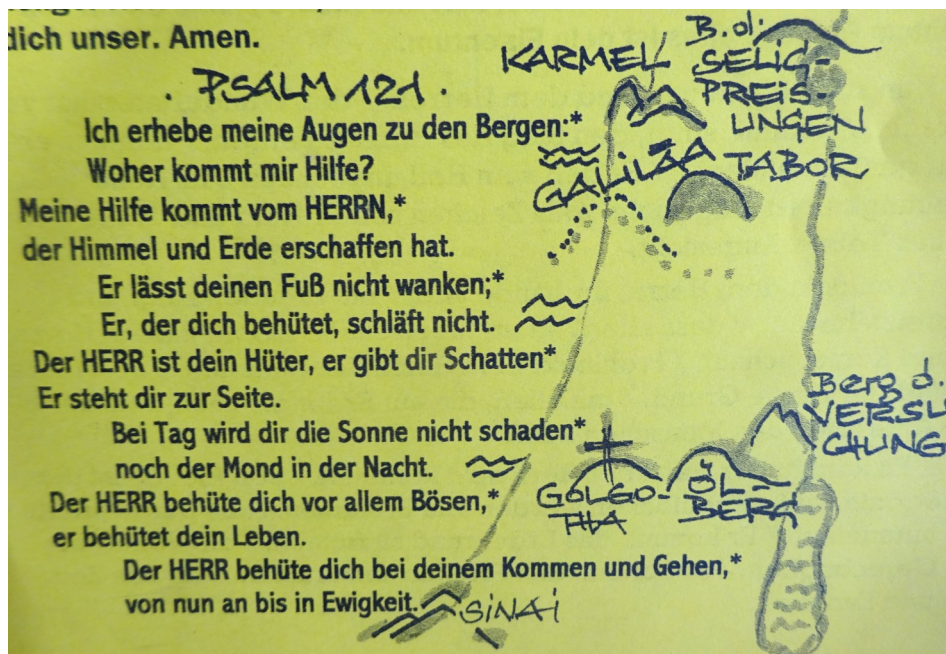 dich unser. Amen.
· PSALM 121 ·
Ich erhebe meine Augen zu den Bergen:*
Woher kommt mir Hilfe?
Meine Hilfe kommt vom HERRN,*
der Himmel und Erde erschaffen hat.
Er lässt deinen Fuß nicht wanken;*
Er, der dich behütet, schläft nicht.
Der HERR ist dein Hüter, er gibt dir Schatten*
Er steht dir zur Seite.
Bei Tag wird dir die Sonne nicht schaden*
noch der Mond in der Nacht.
Der HERR behüte dich vor allem Bösen,*
er behütet dein Leben.
Der HERR behüte dich bei deinem Kommen und Gehen,*
von nun an bis in Ewigkeit.
KARMEL
B. d.
SELIG-
PREIS-
UNGEN
GALILÄA
TABOR
Berg d.
VERSU
CHUNG
GOLGO-
THA
ÖL-
BERG
SINAI